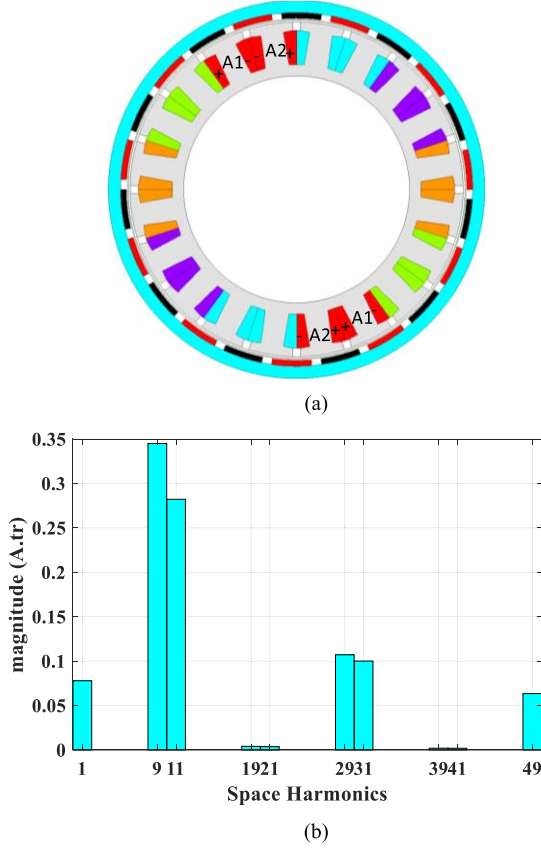 + A1 - - A2 +
- A2 + + A1 -
(a)
0.35
0.3
0.25
0.2
0.15
0.1
0.05
0
magnitude (A.tr)
1 9 11 1921 2931 3941 49
Space Harmonics
(b)